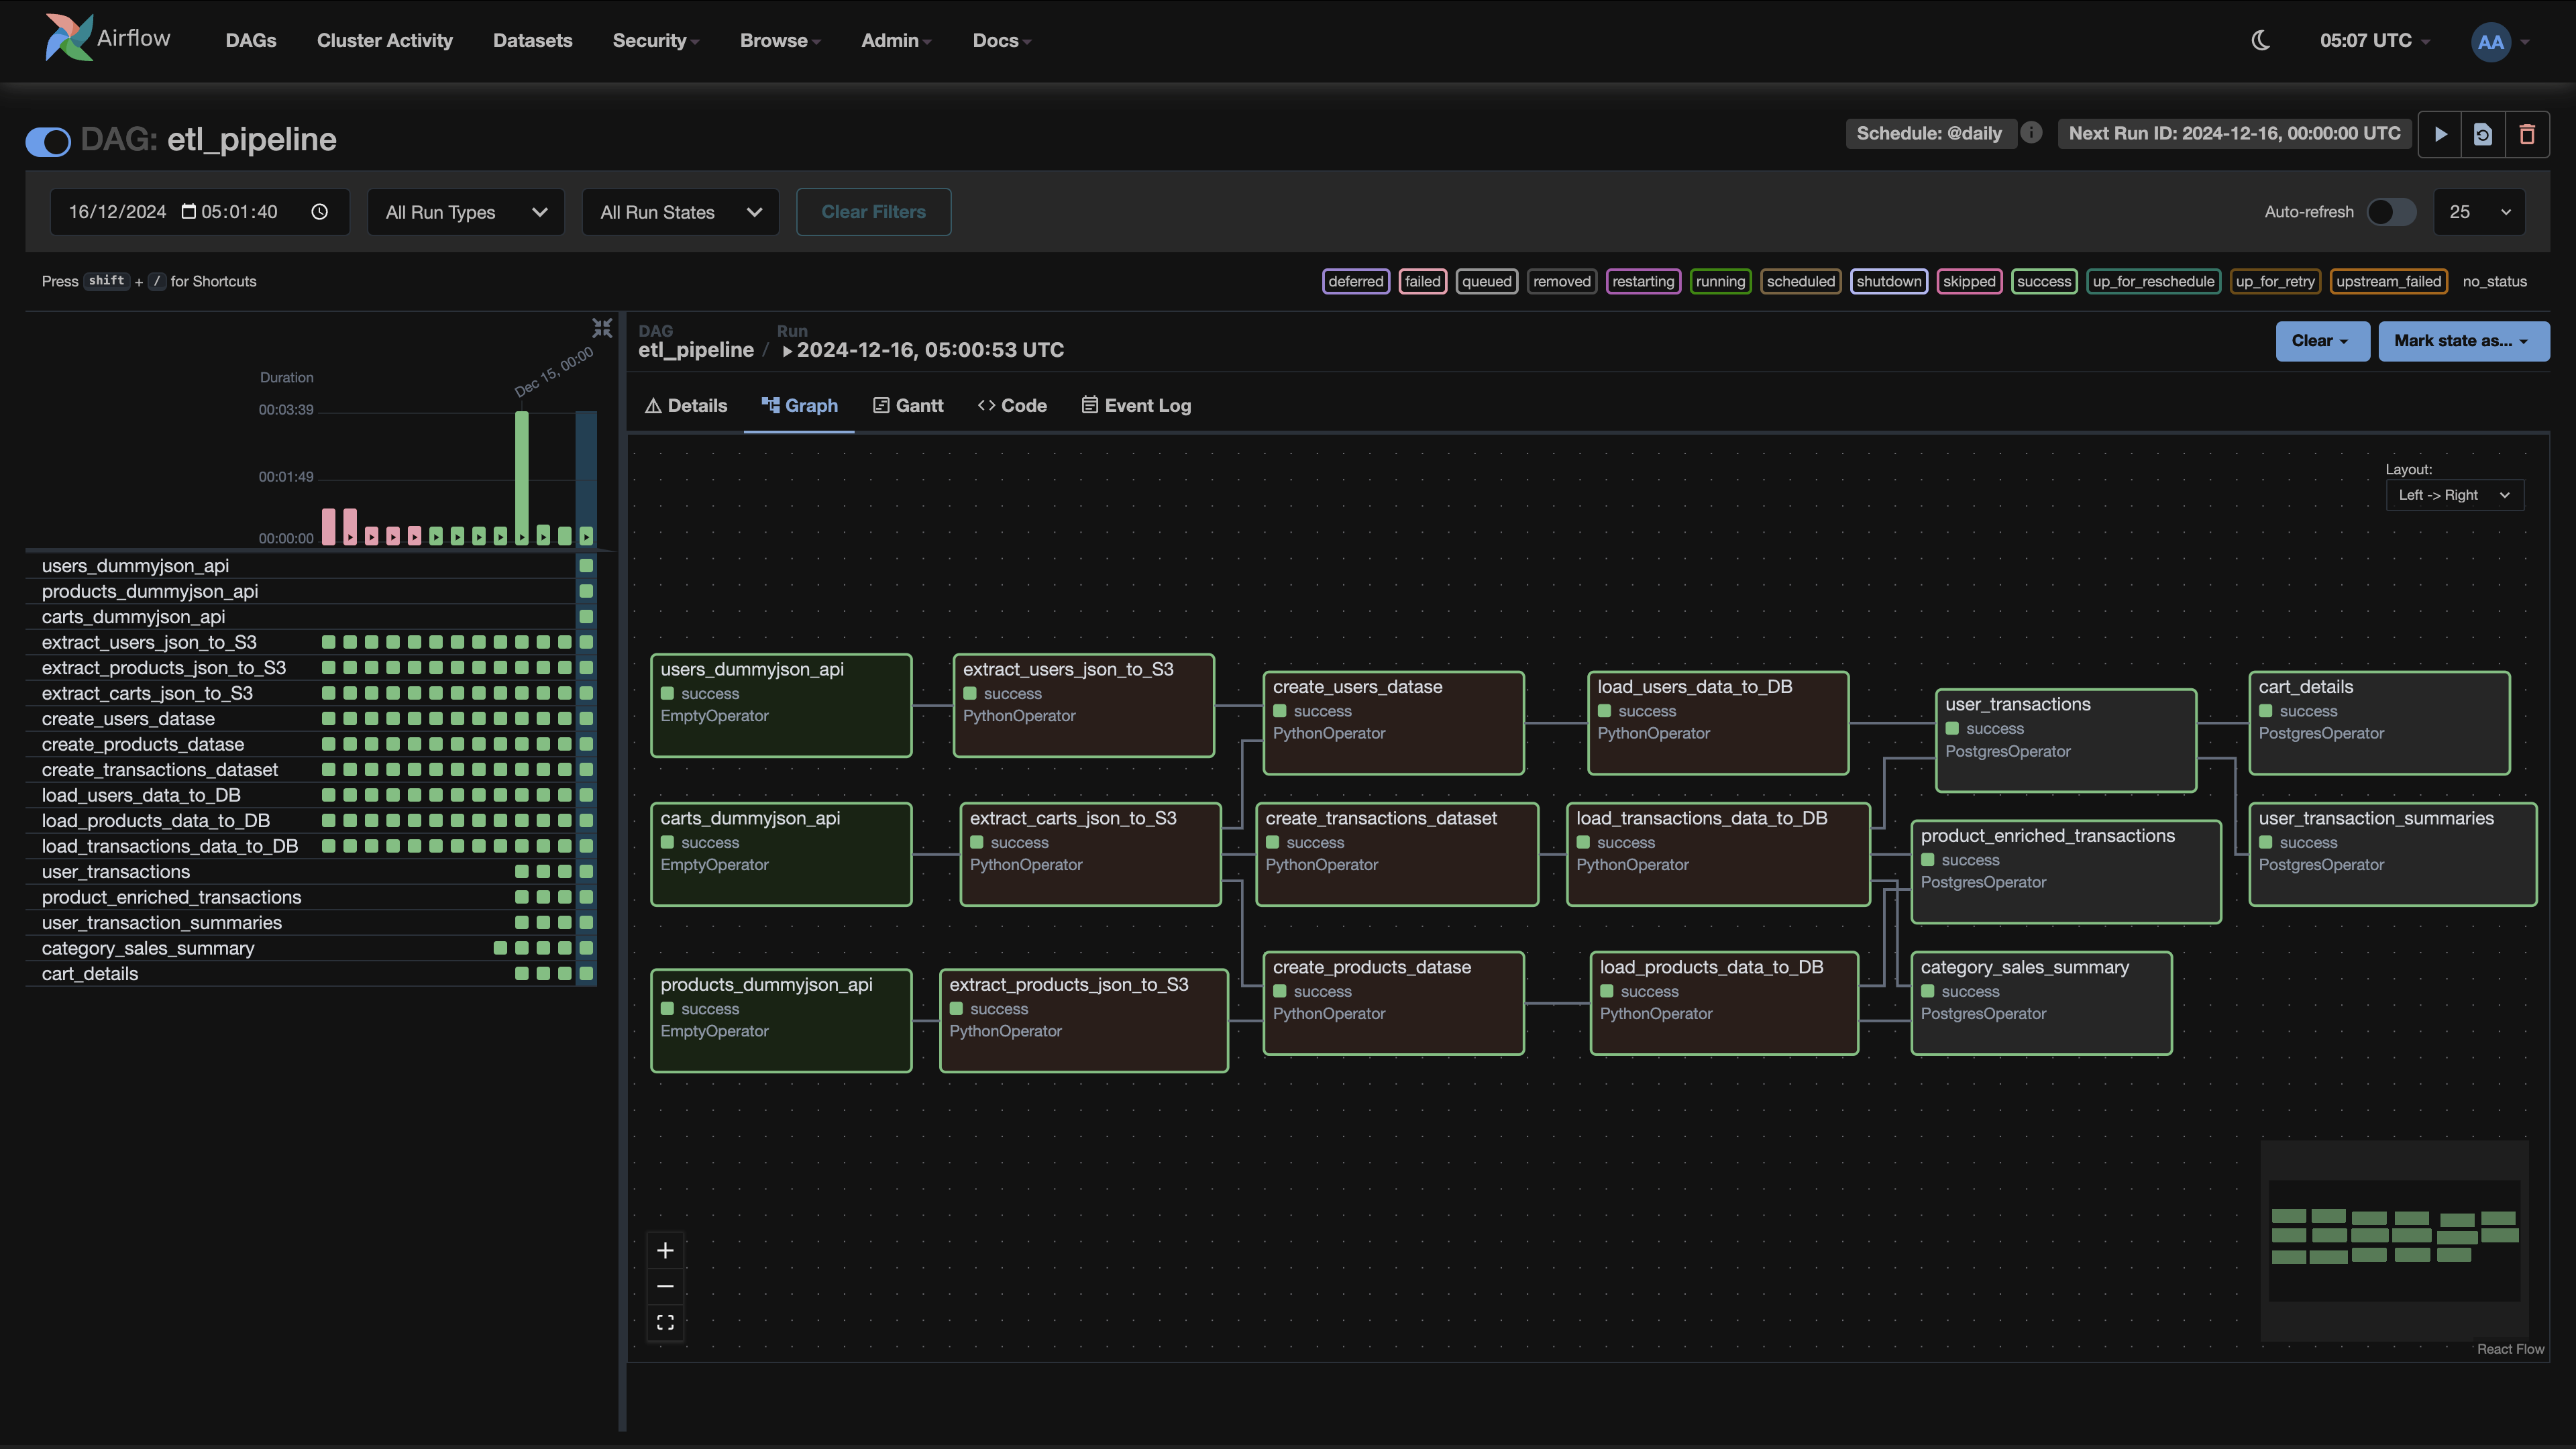 Airflow DAGs Cluster Activity Datasets Security Browse Admin Docs 05:07 UTC AA
DAG: etl_pipeline Schedule: @daily Next Run ID: 2024-12-16, 00:00:00 UTC
16/12/2024 05:01:40 All Run Types All Run States Clear Filters Auto-refresh 25
Press shift + / for Shortcuts deferred failed queued removed restarting running scheduled shutdown skipped success up_for_reschedule up_for_retry upstream_failed no_status
DAG Run
etl_pipeline / 2024-12-16, 05:00:53 UTC Clear Mark state as...
Details Graph Gantt Code Event Log
Dec 15, 00:00
Duration
00:03:39
00:01:49
00:00:00
users_dummyjson_api
products_dummyjson_api
carts_dummyjson_api
extract_users_json_to_S3
extract_products_json_to_S3
extract_carts_json_to_S3
create_users_datase
create_products_datase
create_transactions_dataset
load_users_data_to_DB
load_products_data_to_DB
load_transactions_data_to_DB
user_transactions
product_enriched_transactions
user_transaction_summaries
category_sales_summary
cart_details
Layout:
Left -> Right
users_dummyjson_api
success
EmptyOperator
extract_users_json_to_S3
success
PythonOperator
create_users_datase
success
PythonOperator
load_users_data_to_DB
success
PythonOperator
user_transactions
success
PostgresOperator
cart_details
success
PostgresOperator
carts_dummyjson_api
success
EmptyOperator
extract_carts_json_to_S3
success
PythonOperator
create_transactions_dataset
success
PythonOperator
load_transactions_data_to_DB
success
PythonOperator
product_enriched_transactions
success
PostgresOperator
user_transaction_summaries
success
PostgresOperator
products_dummyjson_api
success
EmptyOperator
extract_products_json_to_S3
success
PythonOperator
create_products_datase
success
PythonOperator
load_products_data_to_DB
success
PythonOperator
category_sales_summary
success
PostgresOperator
React Flow